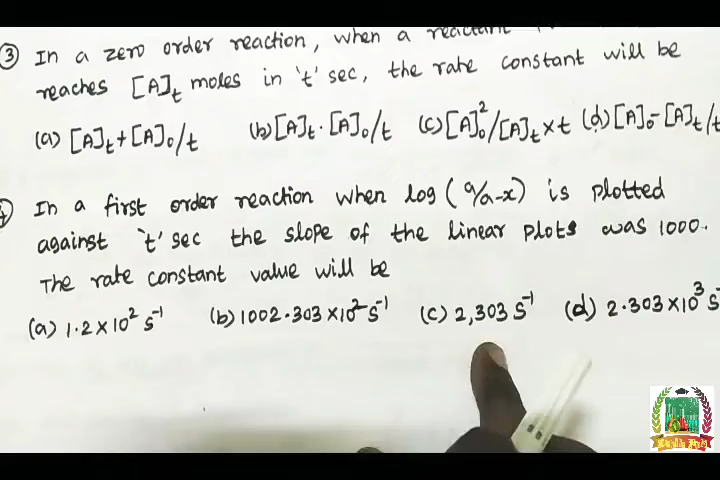 ③ In a zero order reaction, when a reactant
reaches [A]t moles in 't' sec, the rate constant will be
(a) [A]t + [A]0/t (b) [A]t · [A]0/t (c) [A]0²/[A]t × t (d) [A]0 - [A]t/t
In a first order reaction when log (a/a-x) is plotted
against 't' sec the slope of the linear plots was 1000.
The rate constant value will be
(a) 1.2 × 10² s⁻¹ (b) 1002.303 × 10² s⁻¹ (c) 2,303 s⁻¹ (d) 2.303 × 10³ s⁻